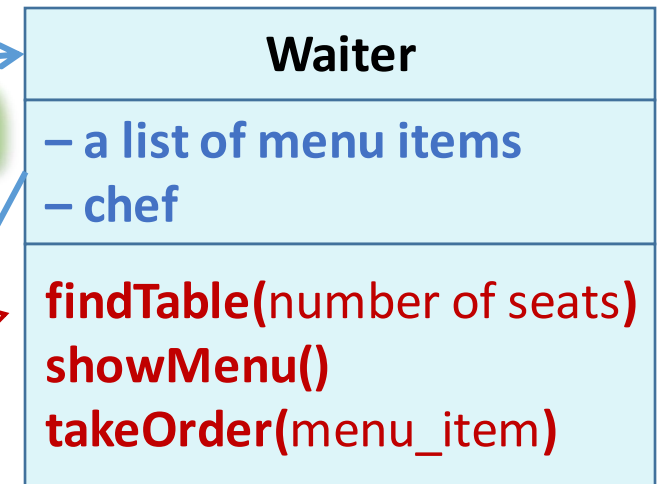 Waiter
– a list of menu items
– chef
findTable(number of seats)
showMenu()
takeOrder(menu_item)